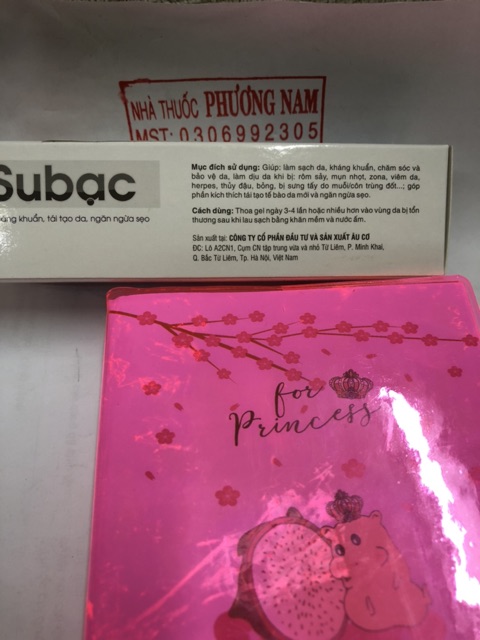 NHÀ THUỐC PHƯƠNG NAM
MST: 0306992305
Subạc
kháng khuẩn, tái tạo da, ngăn ngừa sẹo
Mục đích sử dụng: Giúp: làm sạch da, kháng khuẩn, chăm sóc và
bảo vệ da, làm dịu da khi bị: rôm sảy, mụn nhọt, zona, viêm da,
herpes, thủy đậu, bỏng, bị sưng tấy do muỗi/côn trùng đốt...; góp
phần kích thích tái tạo tế bào da mới và ngăn ngừa sẹo.
Cách dùng: Thoa gel ngày 3-4 lần hoặc nhiều hơn vào vùng da bị tổn
thương sau khi lau sạch bằng khăn mềm và nước ấm.
Sản xuất tại: CÔNG TY CỔ PHẦN ĐẦU TƯ VÀ SẢN XUẤT ÂU CƠ
ĐC: Lô A2CN1, Cụm CN tập trung vừa và nhỏ Từ Liêm, P. Minh Khai,
Q. Bắc Từ Liêm, Tp. Hà Nội, Việt Nam
for
Princess